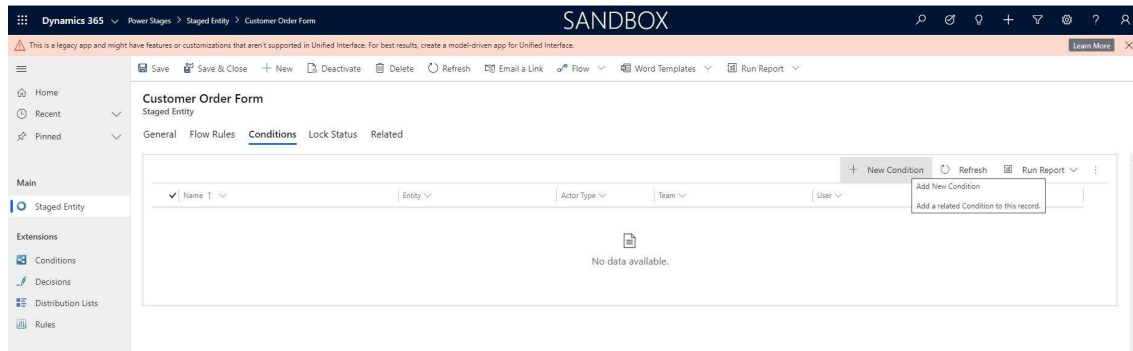 Dynamics 365 Power Stages > Staged Entity > Customer Order Form SANDBOX
This is a legacy app and might have features or customizations that aren't supported in Unified Interface. For best results, create a model-driven app for Unified Interface. Learn More
Save Save & Close + New Deactivate Delete Refresh Email a Link Flow Word Templates Run Report
Home
Recent
Pinned
Customer Order Form
Staged Entity
General Flow Rules Conditions Lock Status Related
+ New Condition Refresh Run Report
Add New Condition
Add a related Condition to this record.
Name ↑ Entity Actor Type Team User
No data available.
Main
Staged Entity
Extensions
Conditions
Decisions
Distribution Lists
Rules